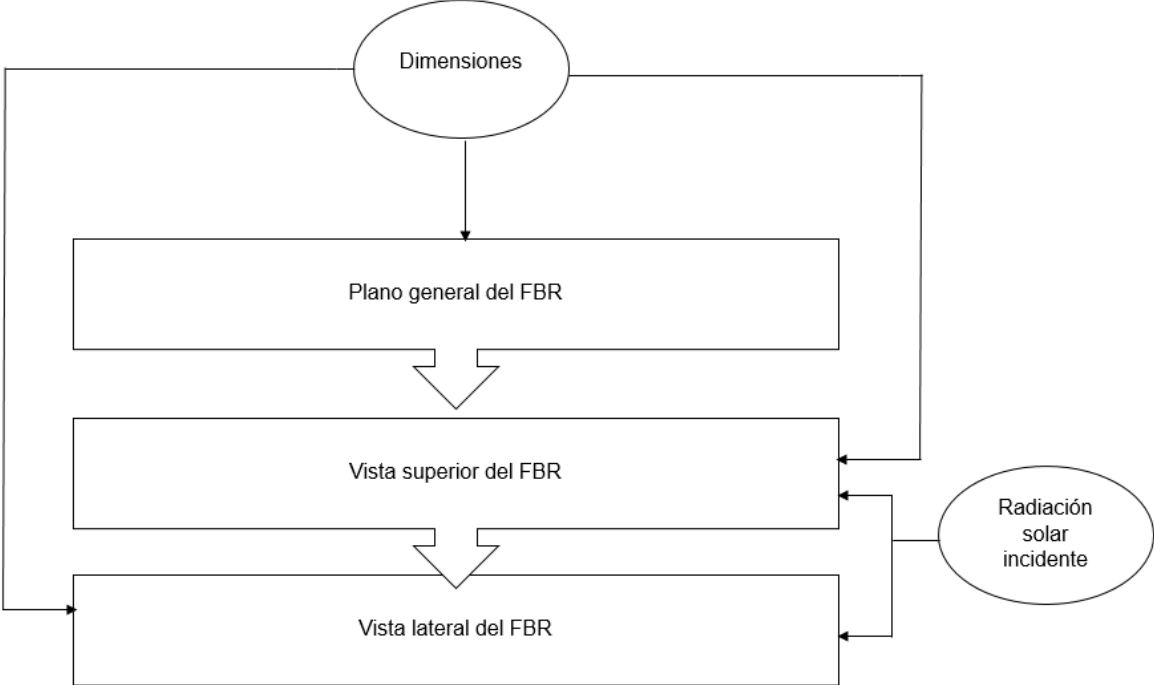 Dimensiones
Plano general del FBR
Vista superior del FBR
Radiación
solar
incidente
Vista lateral del FBR